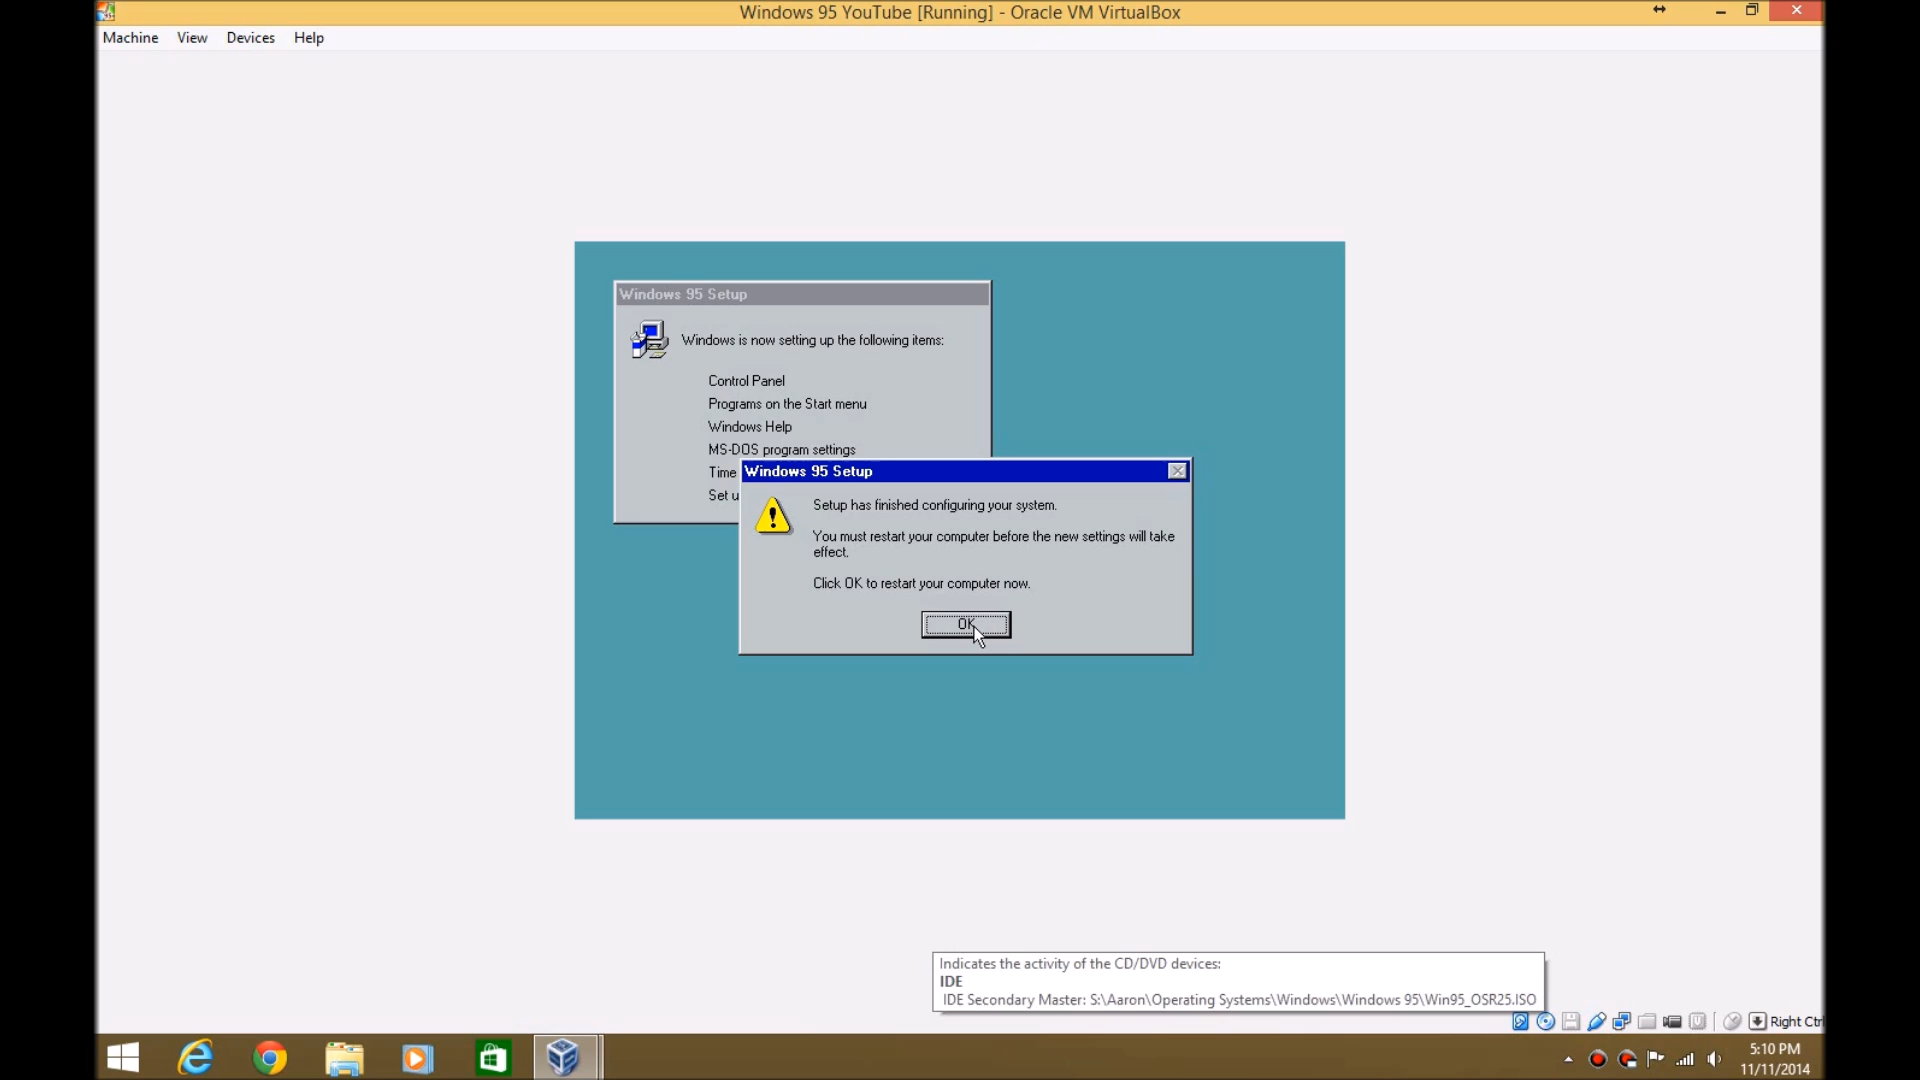 Windows 95 YouTube [Running] - Oracle VM VirtualBox
Machine View Devices Help
Windows 95 Setup
Windows is now setting up the following items:
Control Panel
Programs on the Start menu
Windows Help
MS-DOS program settings
Time
Set u
Windows 95 Setup
Setup has finished configuring your system.
You must restart your computer before the new settings will take
effect.
Click OK to restart your computer now.
OK
Indicates the activity of the CD/DVD devices:
IDE
IDE Secondary Master: S:\Aaron\Operating Systems\Windows\Windows 95\Win95_OSR25.ISO
Right Ctrl
5:10 PM
11/11/2014